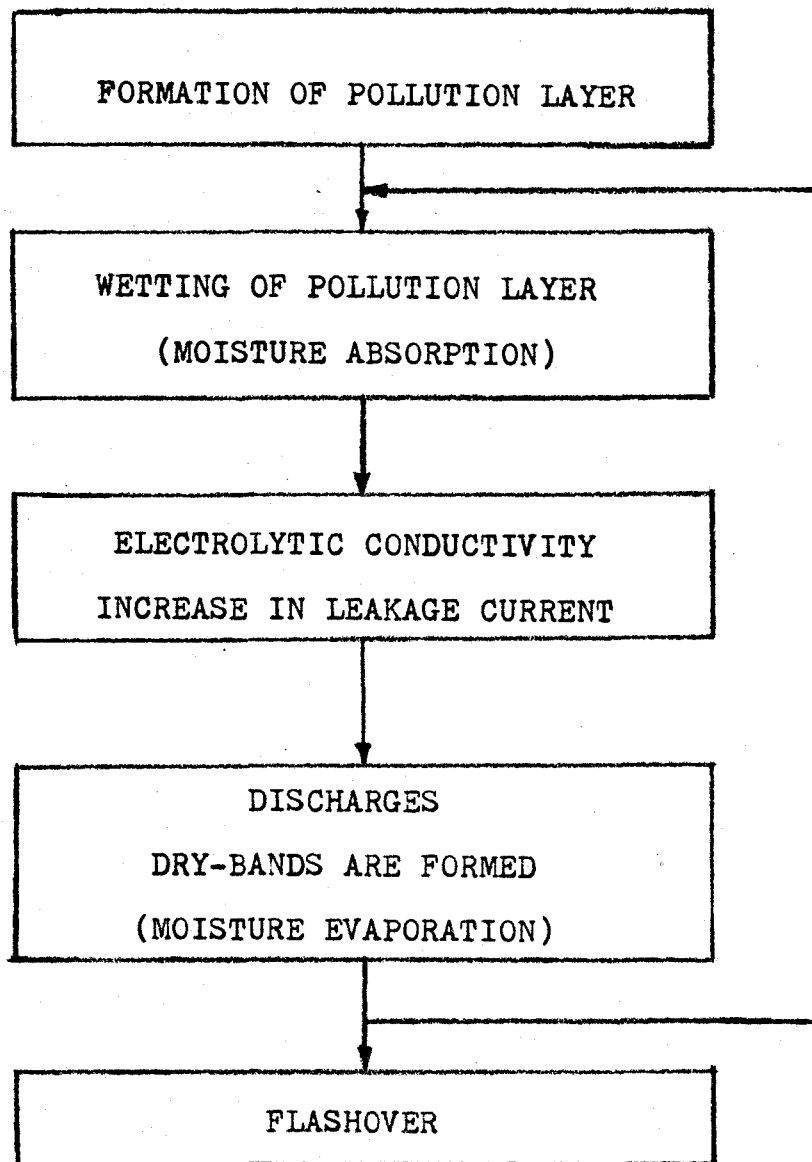 FORMATION OF POLLUTION LAYER
WETTING OF POLLUTION LAYER
(MOISTURE ABSORPTION)
ELECTROLYTIC CONDUCTIVITY
INCREASE IN LEAKAGE CURRENT
DISCHARGES
DRY-BANDS ARE FORMED
(MOISTURE EVAPORATION)
FLASHOVER